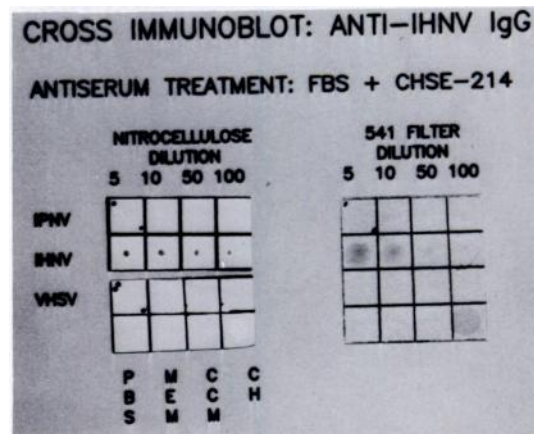 CROSS IMMUNOBLOT: ANTI-IHNV IgG
ANTISERUM TREATMENT: FBS + CHSE-214
NITROCELLULOSE 541 FILTER
DILUTION DILUTION
5 10 50 100 5 10 50 100
IPNV
IHNV
VHSV
P M C C
B E C H
S M M